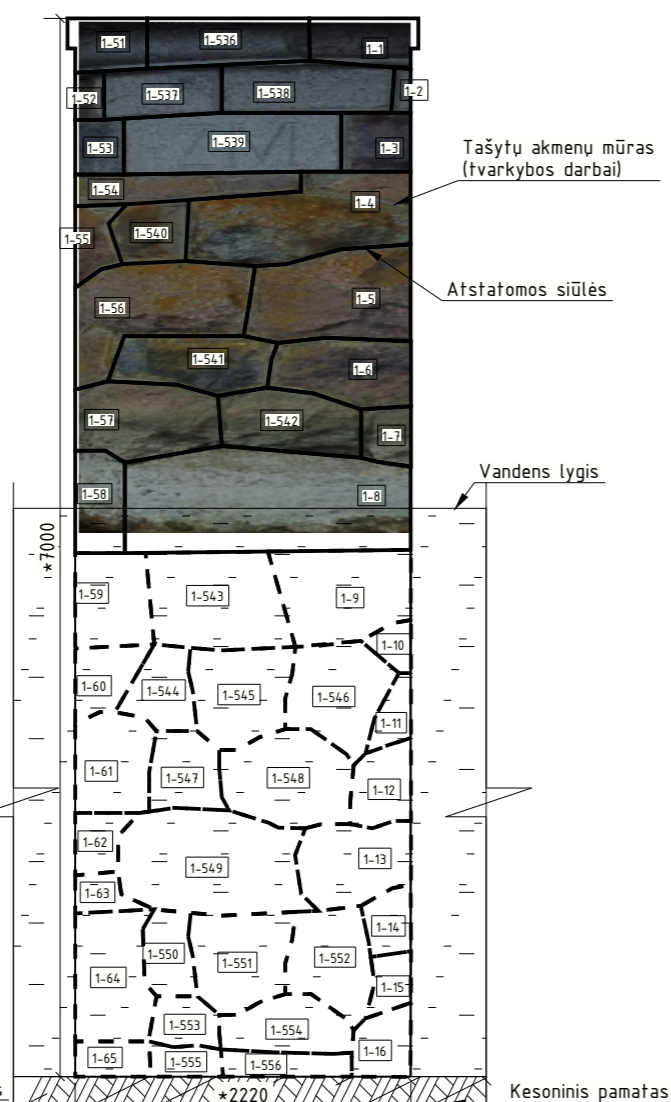 1-51 1-536 1-1
1-52 1-537 1-538 1-2
1-53 1-539 1-3
Tašytų akmenų mūras
(tvarkybos darbai)
1-54 1-4
1-55 1-540
1-56 1-5
Atstatomos siūlės
1-541 1-6
1-57 1-542 1-7
Vandens lygis
1-58 1-8
*7000
1-59 1-543 1-9
1-10
1-60 1-544 1-545 1-546
1-11
1-61 1-547 1-548 1-12
1-62 1-549 1-13
1-63
1-14
1-64 1-550 1-551 1-552
1-15
1-553 1-554
1-65 1-555 1-556 1-16
*2220
Kesoninis pamatas